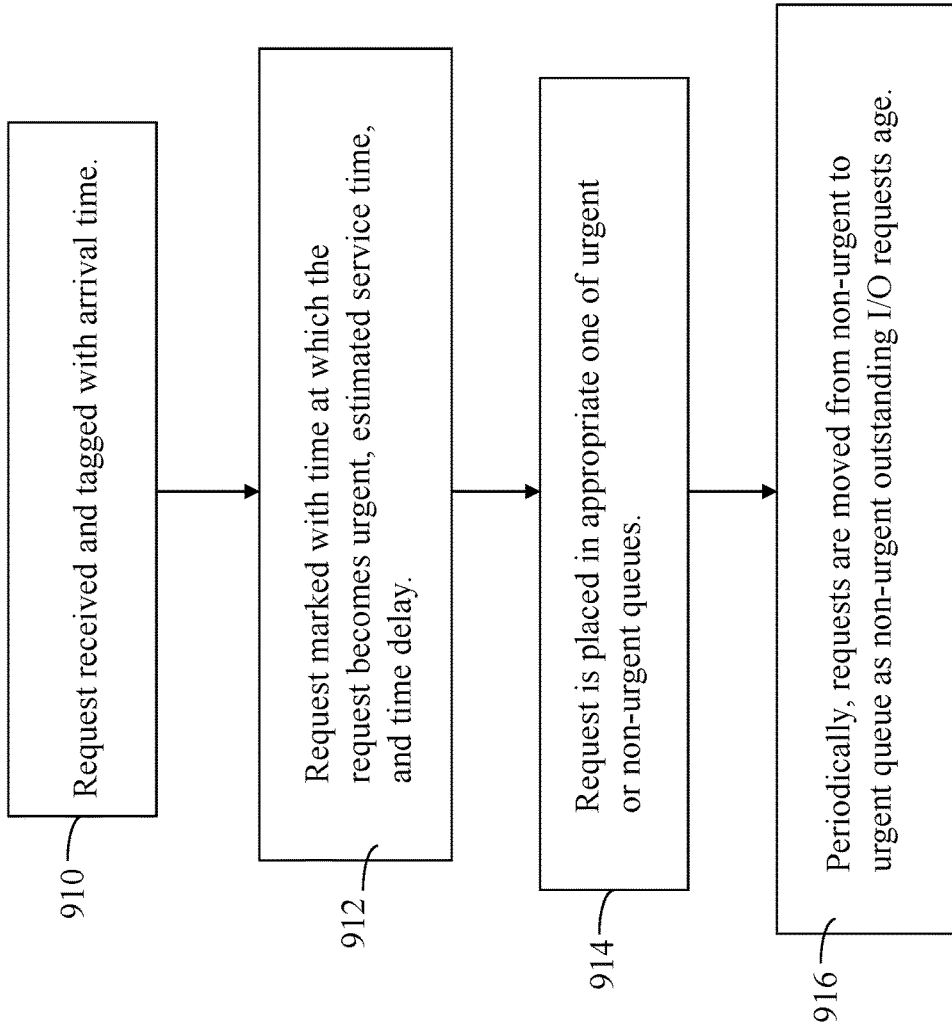 910
Request received and tagged with arrival time.
912
Request marked with time at which the
request becomes urgent, estimated service time,
and time delay.
914
Request is placed in appropriate one of urgent
or non-urgent queues.
916
Periodically, requests are moved from non-urgent to
urgent queue as non-urgent outstanding I/O requests age.